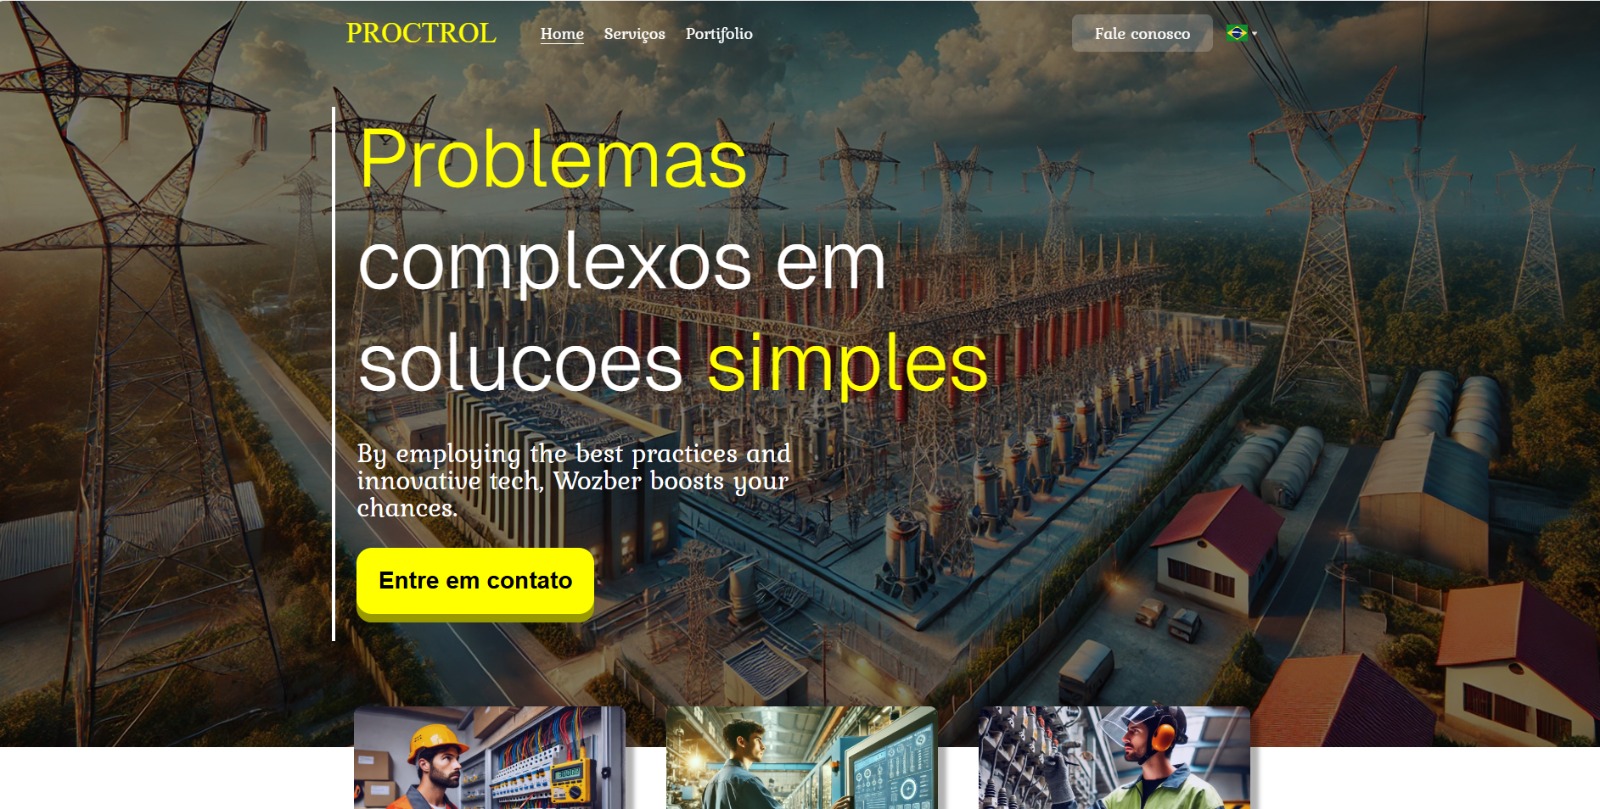 PROCTROL
Home Serviços Portifolio
Fale conosco
Problemas
complexos em
solucoes simples
By employing the best practices and
innovative tech, Wozber boosts your
chances.
Entre em contato